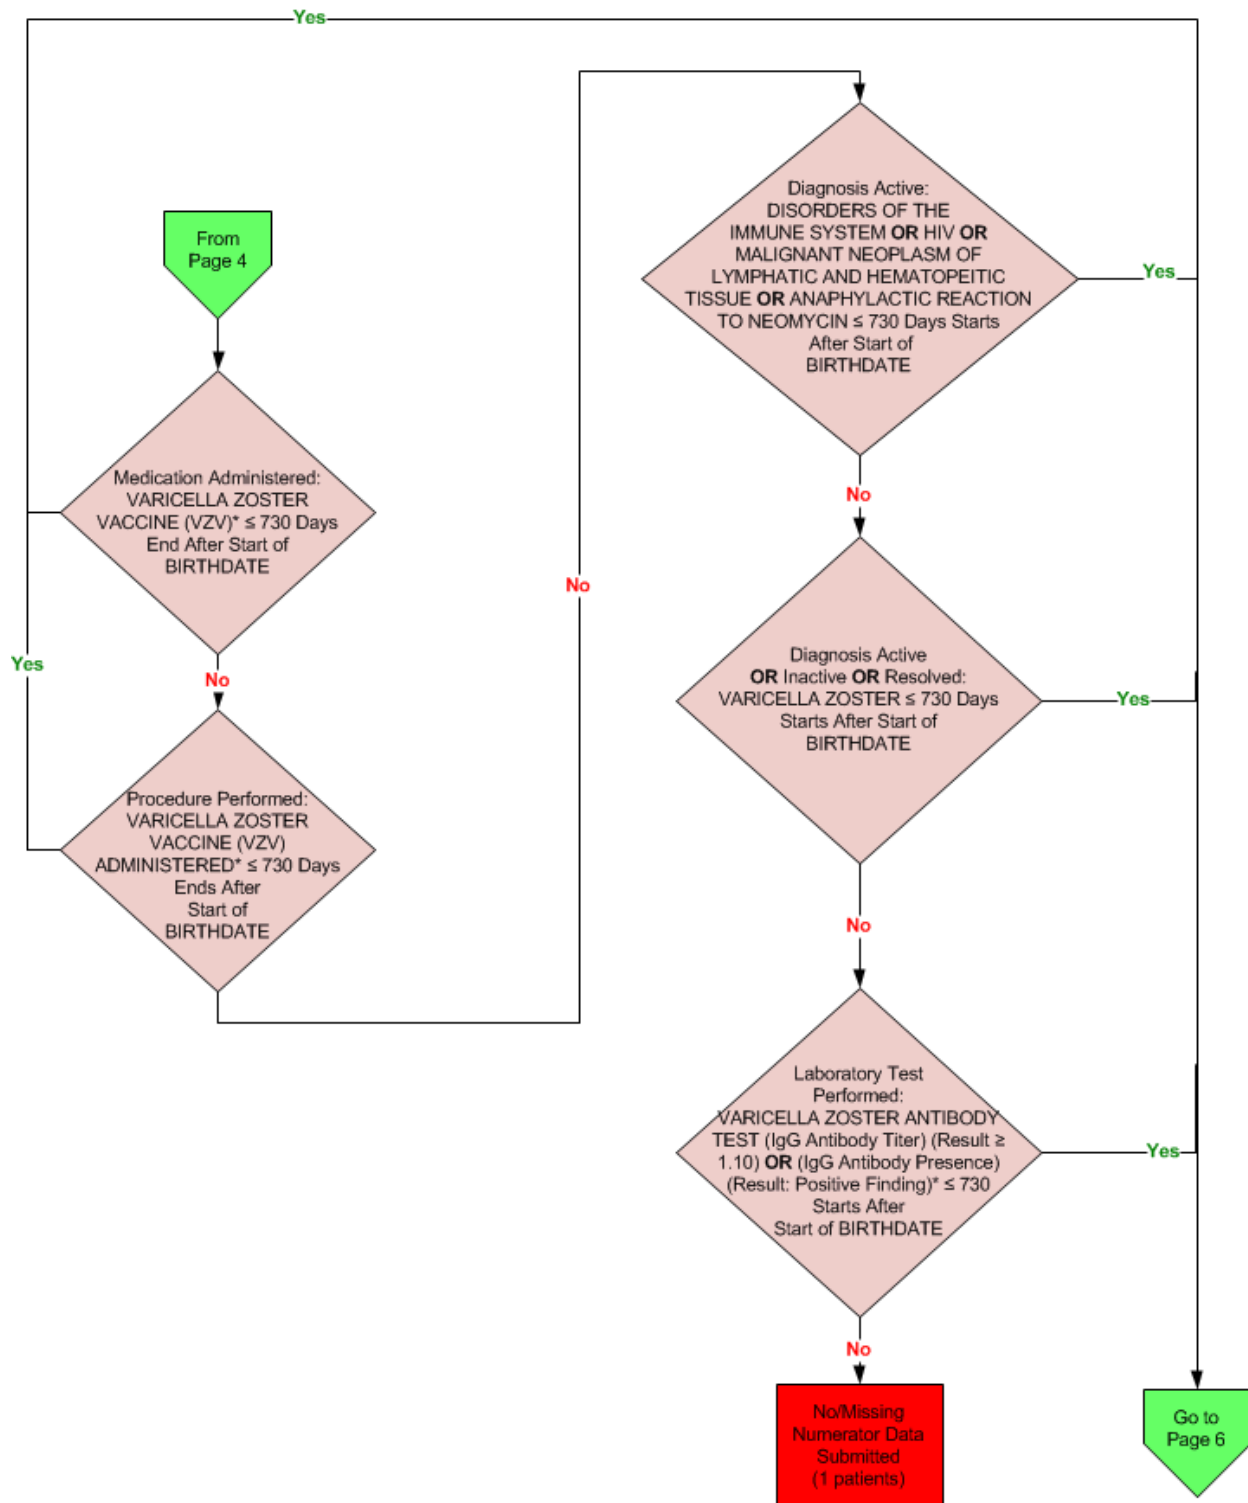 Yes
From
Page 4
Medication Administered:
VARICELLA ZOSTER
VACCINE (VZV)* ≤ 730 Days
End After Start of
BIRTHDATE
Yes
No
Procedure Performed:
VARICELLA ZOSTER
VACCINE (VZV)
ADMINISTERED* ≤ 730 Days
Ends After
Start of
BIRTHDATE
No
Diagnosis Active:
DISORDERS OF THE
IMMUNE SYSTEM OR HIV OR
MALIGNANT NEOPLASM OF
LYMPHATIC AND HEMATOPEITIC
TISSUE OR ANAPHYLACTIC REACTION
TO NEOMYCIN ≤ 730 Days Starts
After Start of
BIRTHDATE
Yes
No
Diagnosis Active
OR Inactive OR Resolved:
VARICELLA ZOSTER ≤ 730 Days
Starts After Start of
BIRTHDATE
Yes
No
Laboratory Test
Performed:
VARICELLA ZOSTER ANTIBODY
TEST (IgG Antibody Titer) (Result ≥
1.10) OR (IgG Antibody Presence)
(Result: Positive Finding)* ≤ 730
Starts After
Start of BIRTHDATE
Yes
No
No/Missing
Numerator Data
Submitted
(1 patients)
Go to
Page 6